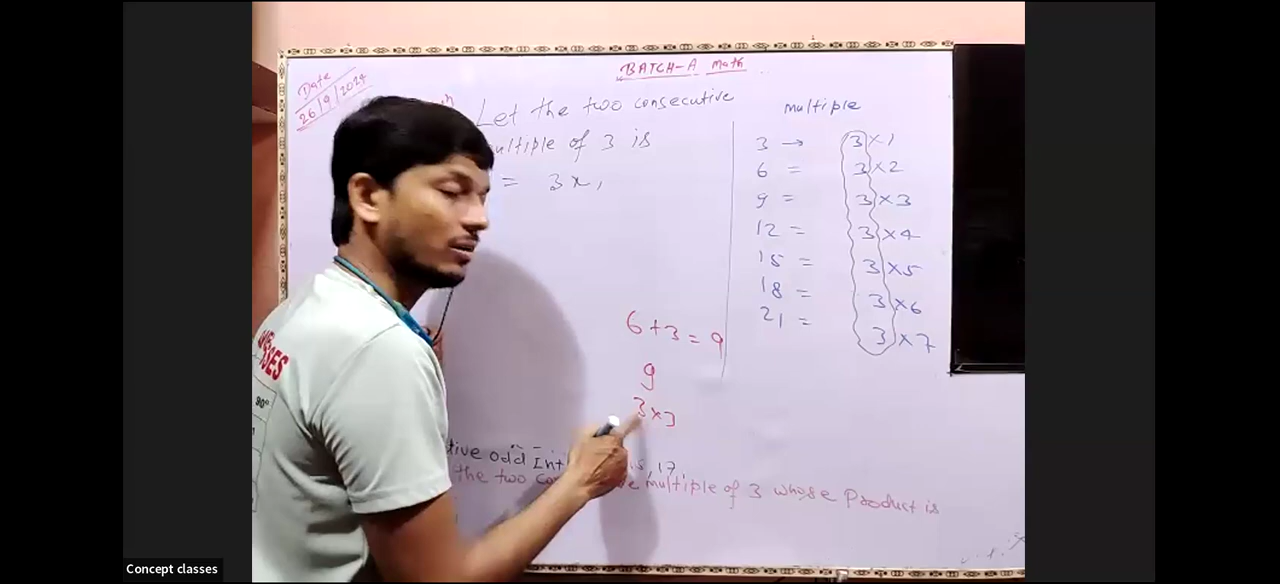 BATCH-A Math
Date
26/9/2024
Let the two consecutive
multiple of 3 is
= 3x,
multiple
3 → 3×1
6 = 3×2
9 = 3×3
12 = 3×4
15 = 3×5
18 = 3×6
21 = 3×7
6+3=9
9
3×3
tive odd Int is, 17,
the two ve multiple of 3 whose Product is
90°
Concept classes